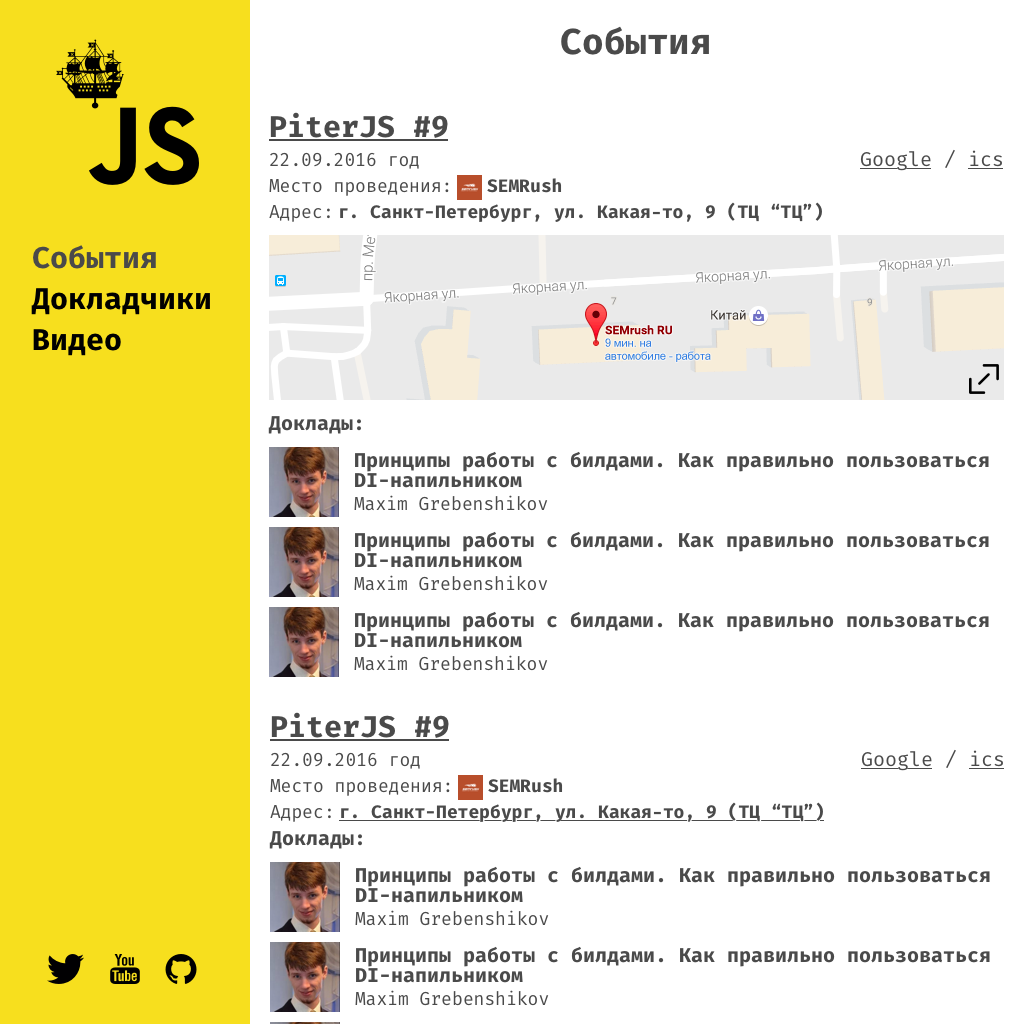 JS
События
Докладчики
Видео
You
Tube
События
PiterJS #9
22.09.2016 год
Google / ics
Место проведения: SEMRush
Адрес: г. Санкт-Петербург, ул. Какая-то, 9 (ТЦ “ТЦ”)
пр. Ме
Якорная ул.
Якорная ул.
Якорная ул.
Якорная ул.
7
9
Китай
SEMrush RU
9 мин. на
автомобиле - работа
Доклады:
Принципы работы с билдами. Как правильно пользоваться
DI-напильником
Maxim Grebenshikov
Принципы работы с билдами. Как правильно пользоваться
DI-напильником
Maxim Grebenshikov
Принципы работы с билдами. Как правильно пользоваться
DI-напильником
Maxim Grebenshikov
PiterJS #9
22.09.2016 год
Google / ics
Место проведения: SEMRush
Адрес: г. Санкт-Петербург, ул. Какая-то, 9 (ТЦ “ТЦ”)
Доклады:
Принципы работы с билдами. Как правильно пользоваться
DI-напильником
Maxim Grebenshikov
Принципы работы с билдами. Как правильно пользоваться
DI-напильником
Maxim Grebenshikov